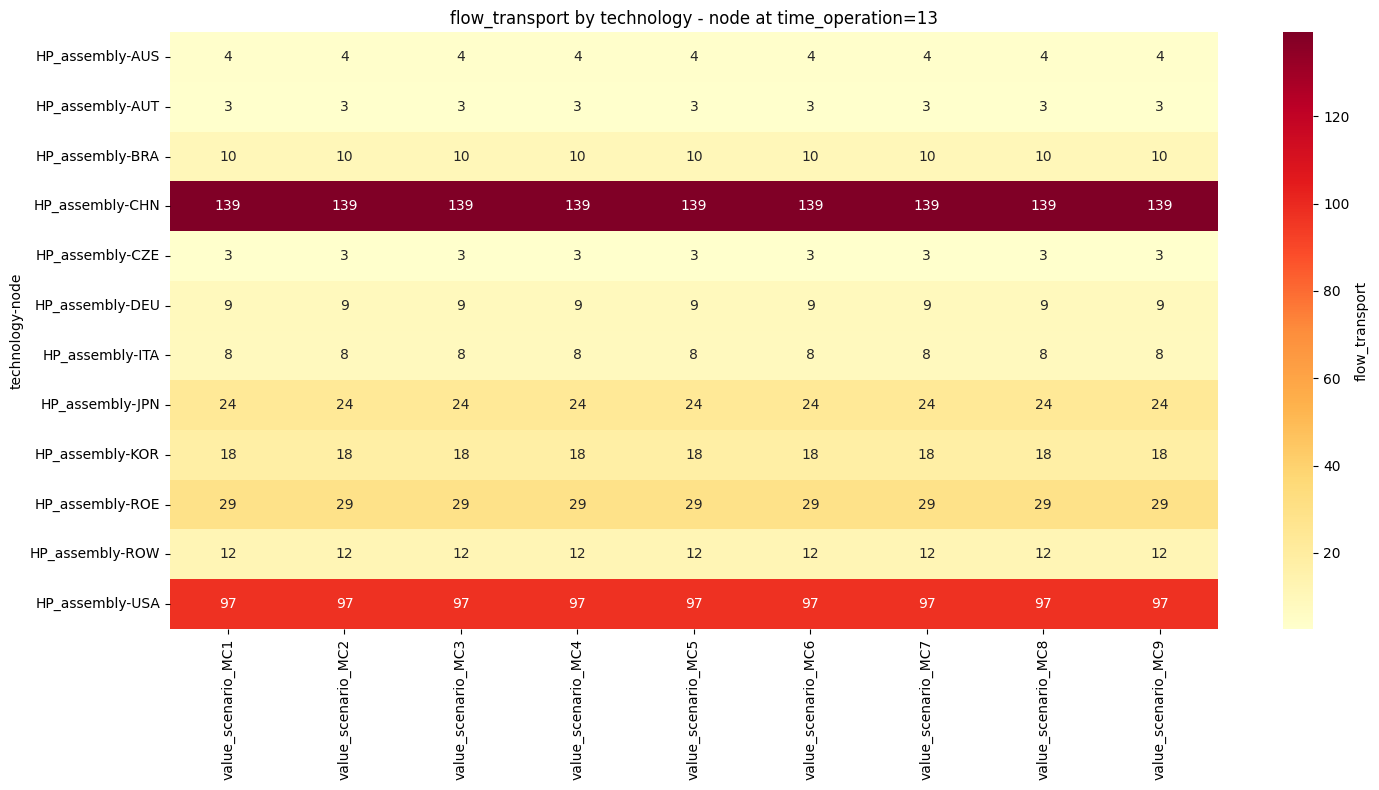 flow_transport by technology - node at time_operation=13
technology-node
HP_assembly-AUS 4 4 4 4 4 4 4 4 4
HP_assembly-AUT 3 3 3 3 3 3 3 3 3
HP_assembly-BRA 10 10 10 10 10 10 10 10 10
HP_assembly-CHN 139 139 139 139 139 139 139 139 139
HP_assembly-CZE 3 3 3 3 3 3 3 3 3
HP_assembly-DEU 9 9 9 9 9 9 9 9 9
HP_assembly-ITA 8 8 8 8 8 8 8 8 8
HP_assembly-JPN 24 24 24 24 24 24 24 24 24
HP_assembly-KOR 18 18 18 18 18 18 18 18 18
HP_assembly-ROE 29 29 29 29 29 29 29 29 29
HP_assembly-ROW 12 12 12 12 12 12 12 12 12
HP_assembly-USA 97 97 97 97 97 97 97 97 97
value_scenario_MC1
value_scenario_MC2
value_scenario_MC3
value_scenario_MC4
value_scenario_MC5
value_scenario_MC6
value_scenario_MC7
value_scenario_MC8
value_scenario_MC9
120
100
80
60
40
20
flow_transport